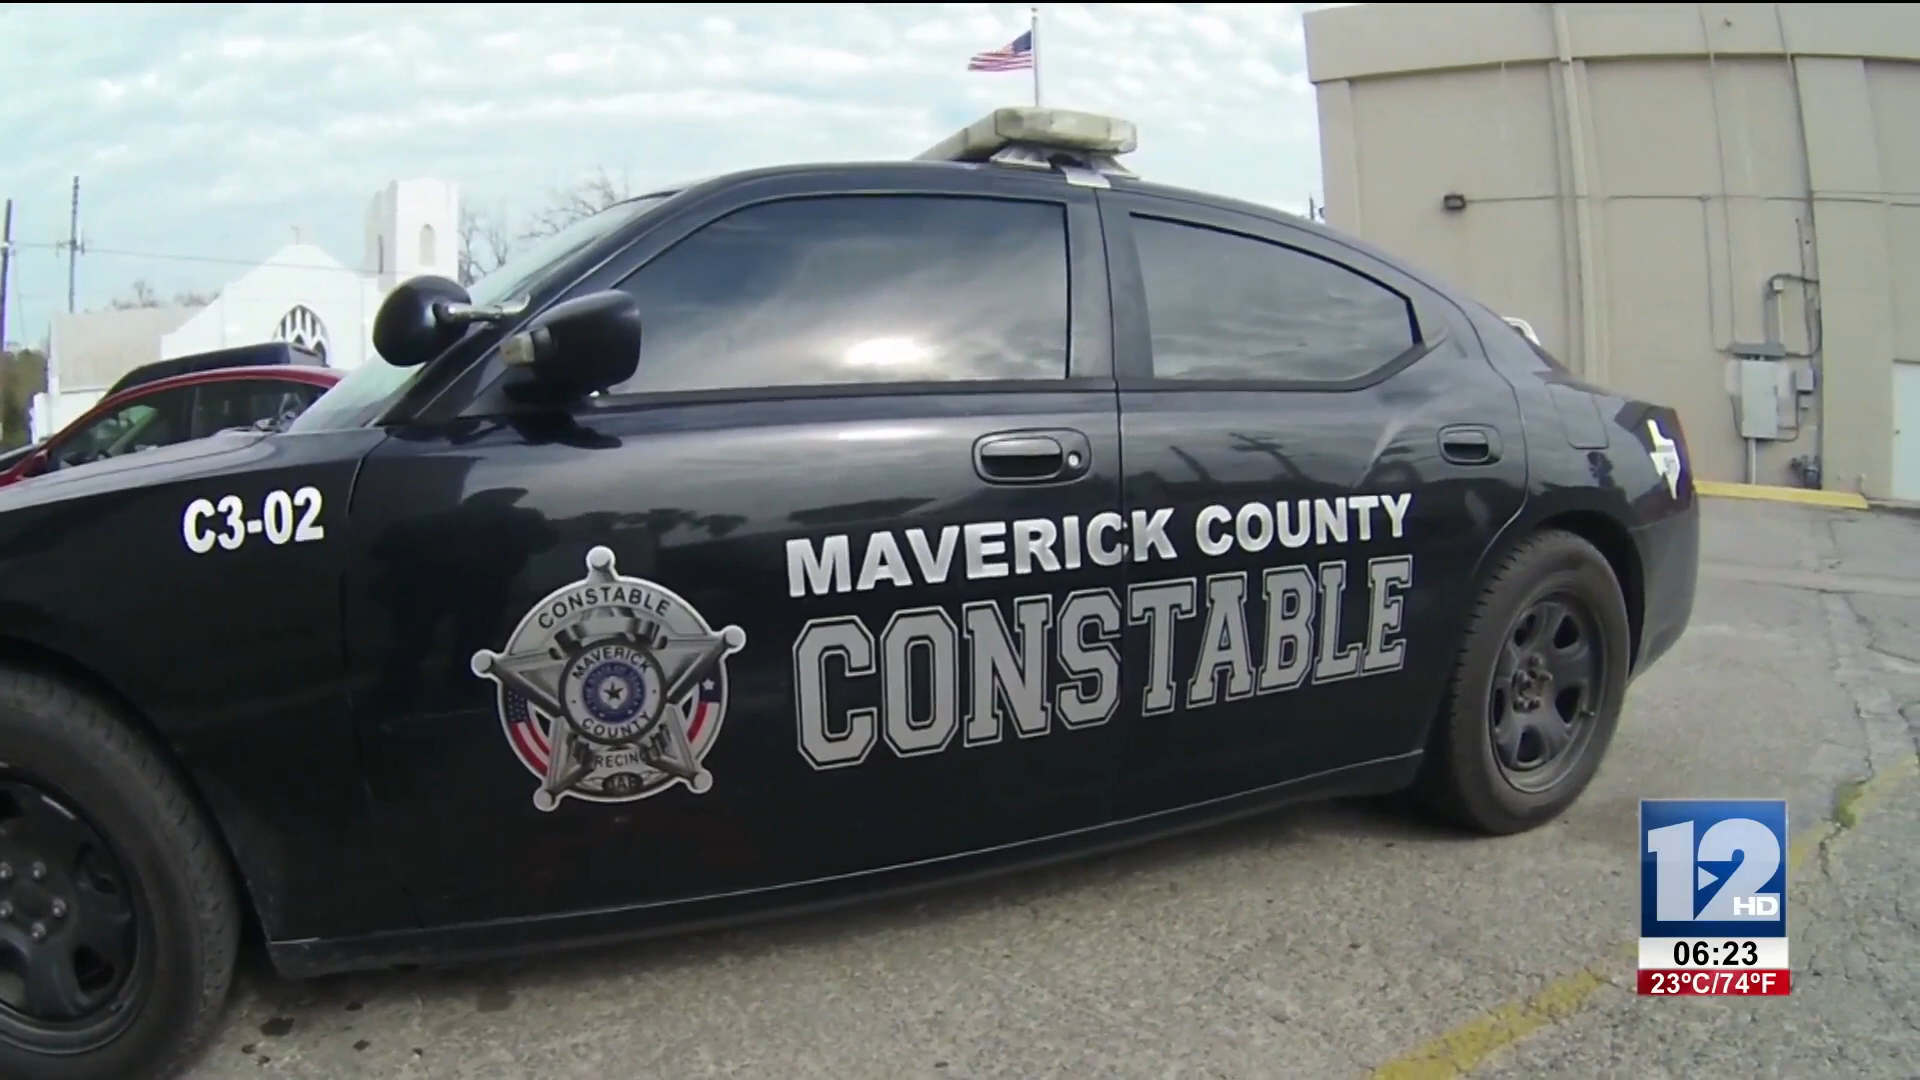 C3-02
MAVERICK COUNTY
CONSTABLE
CONSTABLE
MAVERICK
COUNTY
12
HD
06:23
23°C/74°F